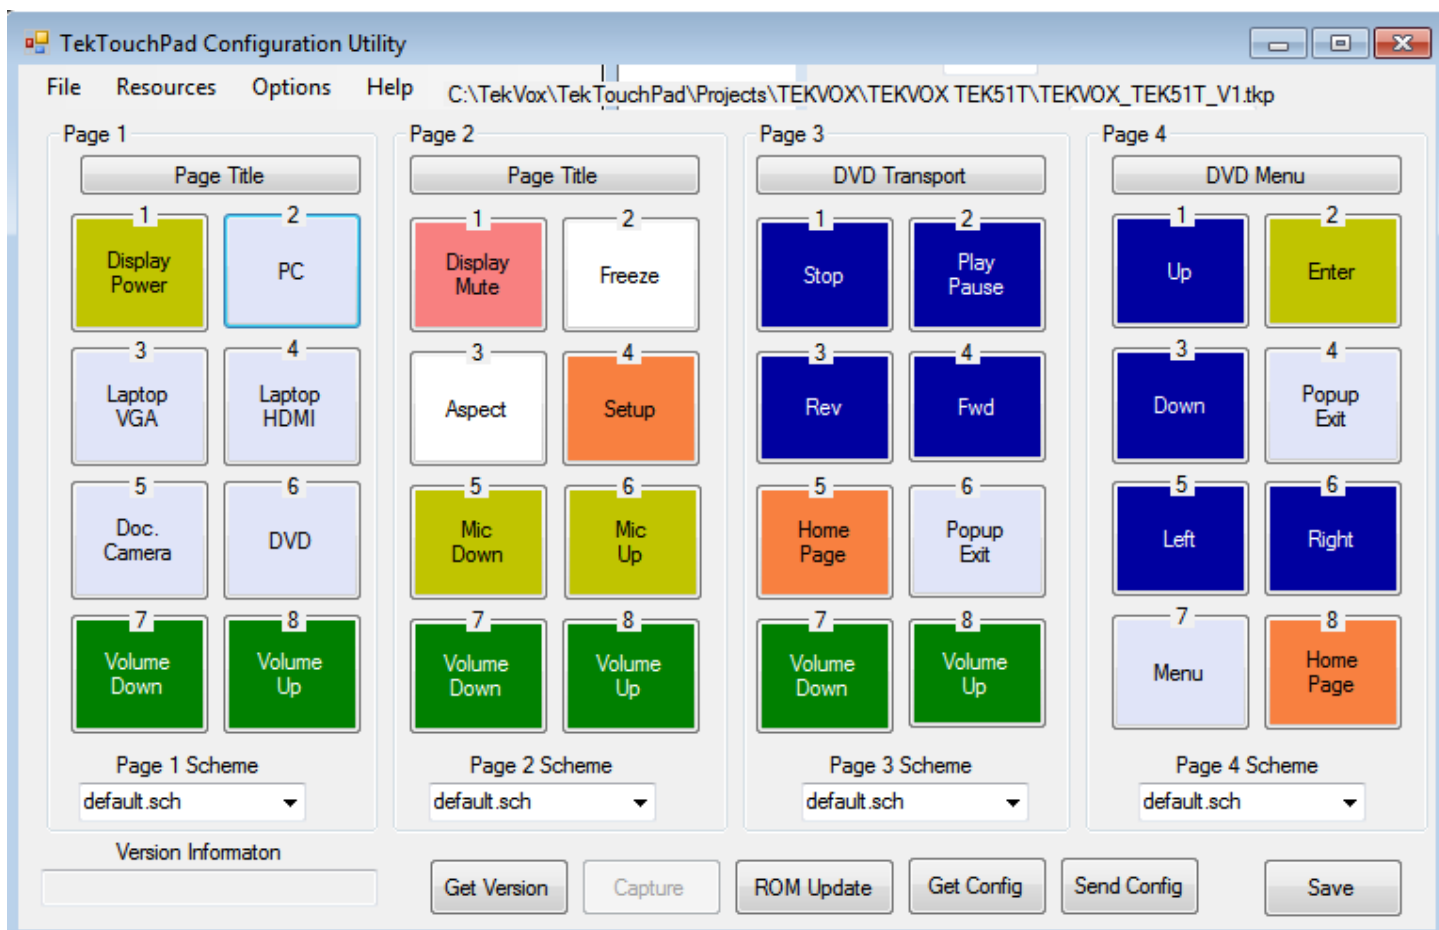 TekTouchPad Configuration Utility
File Resources Options Help C:\TekVox\TekTouchPad\Projects\TEKVOX\TEKVOX TEK51T\TEKVOX_TEK51T_V1.tkp
Page 1
Page Title
1
Display
Power
2
PC
3
Laptop
VGA
4
Laptop
HDMI
5
Doc.
Camera
6
DVD
7
Volume
Down
8
Volume
Up
Page 1 Scheme
default.sch
Page 2
Page Title
1
Display
Mute
2
Freeze
3
Aspect
4
Setup
5
Mic
Down
6
Mic
Up
7
Volume
Down
8
Volume
Up
Page 2 Scheme
default.sch
Page 3
DVD Transport
1
Stop
2
Play
Pause
3
Rev
4
Fwd
5
Home
Page
6
Popup
Exit
7
Volume
Down
8
Volume
Up
Page 3 Scheme
default.sch
Page 4
DVD Menu
1
Up
2
Enter
3
Down
4
Popup
Exit
5
Left
6
Right
7
Menu
8
Home
Page
Page 4 Scheme
default.sch
Version Informaton
Get Version
Capture
ROM Update
Get Config
Send Config
Save